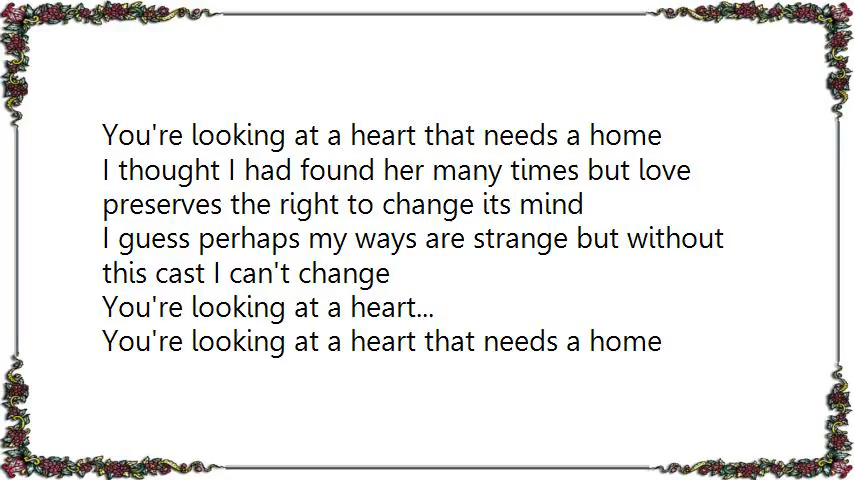 You're looking at a heart that needs a home
I thought I had found her many times but love
preserves the right to change its mind
I guess perhaps my ways are strange but without
this cast I can't change
You're looking at a heart...
You're looking at a heart that needs a home